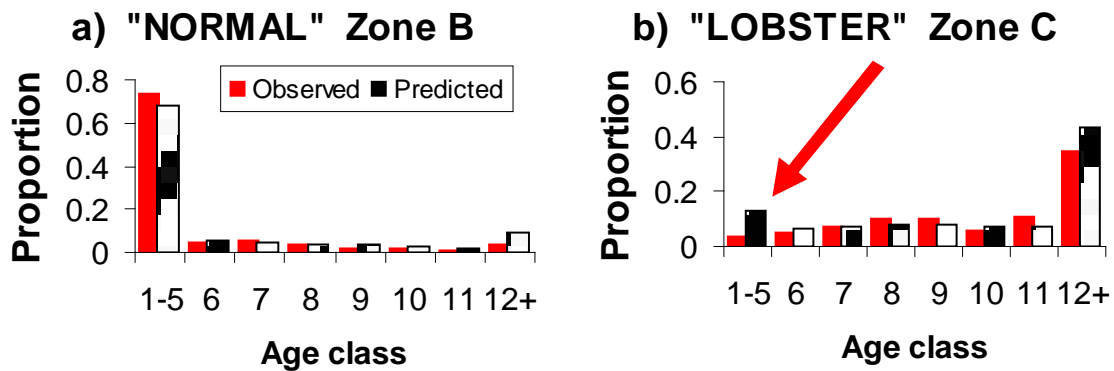 a) "NORMAL" Zone B
Observed Predicted
Proportion
0.8
0.6
0.4
0.2
0
1-5 6 7 8 9 10 11 12+
Age class
b) "LOBSTER" Zone C
Proportion
0.6
0.4
0.2
0
1-5 6 7 8 9 10 11 12+
Age class